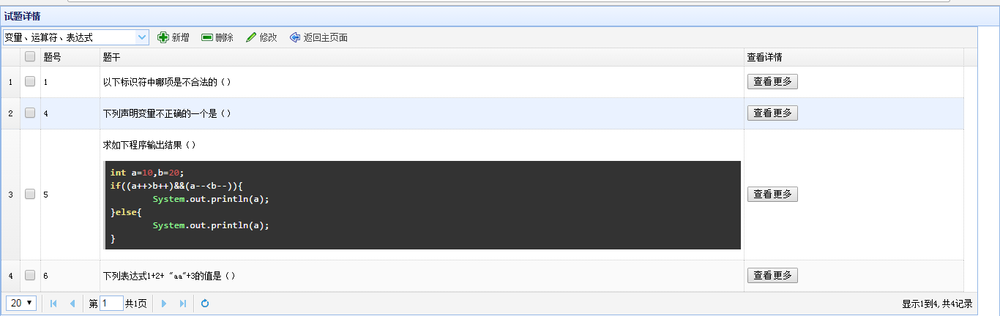 试题详情
变量、运算符、表达式 新增 删除 修改 返回主页面
题号 题干 查看详情
1 1 以下标识符中哪项是不合法的（） 查看更多
2 4 下列声明变量不正确的一个是（） 查看更多
求如下程序输出结果（）
int a=10,b=20;
if((a++>b++)&&(a--<b--)){
System.out.println(a);
3 5 查看更多
}else{
System.out.println(a);
}
4 6 下列表达式1+2+ "aa"+3的值是（） 查看更多
20 第 1 共1页 显示1到4,共4记录